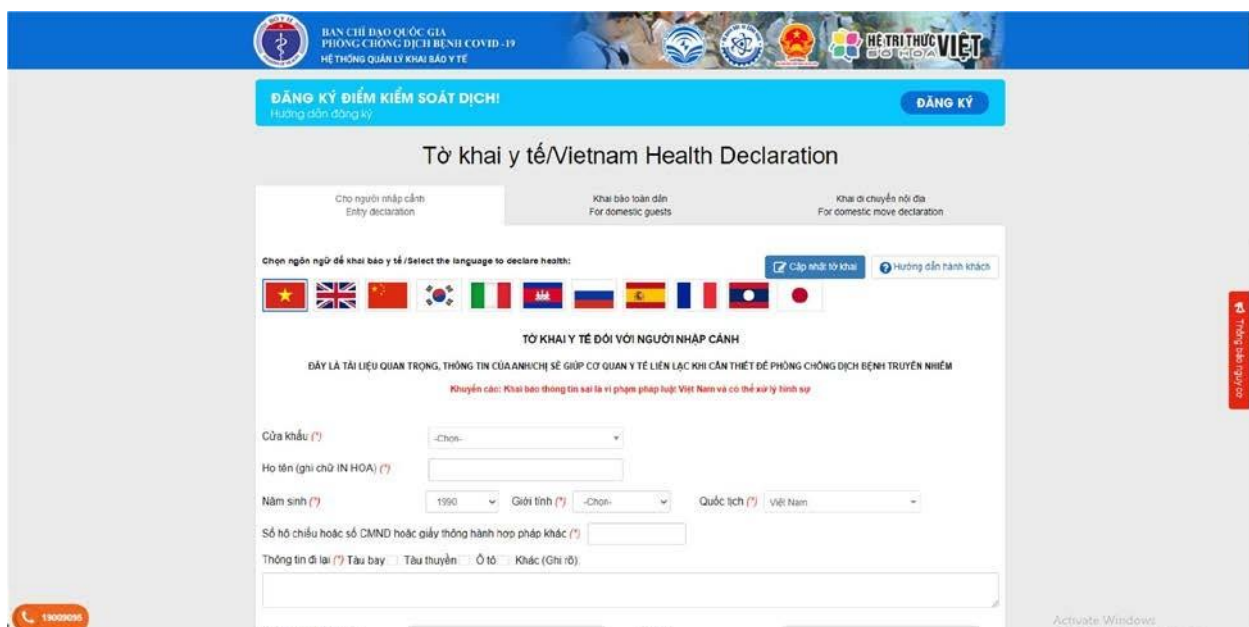 BAN CHỈ ĐẠO QUỐC GIA
PHÒNG CHỐNG DỊCH BỆNH COVID -19
HỆ THỐNG QUẢN LÝ KHAI BÁO Y TẾ
HỆ TRI THỨC VIỆT
SỐ HÓA
ĐĂNG KÝ ĐIỂM KIỂM SOÁT DỊCH!
Hướng dẫn đăng ký
ĐĂNG KÝ
Tờ khai y tế/Vietnam Health Declaration
Cho người nhập cảnh
Entry declaration
Khai báo toàn dân
For domestic guests
Khai di chuyển nội địa
For domestic move declaration
Chọn ngôn ngữ để khai báo y tế /Select the language to declare health:
Cập nhật tờ khai
Hướng dẫn hành khách
TỜ KHAI Y TẾ ĐỐI VỚI NGƯỜI NHẬP CẢNH
ĐÂY LÀ TÀI LIỆU QUAN TRỌNG, THÔNG TIN CỦA ANH/CHỊ SẼ GIÚP CƠ QUAN Y TẾ LIÊN LẠC KHI CẦN THIẾT ĐỂ PHÒNG CHỐNG DỊCH BỆNH TRUYỀN NHIỄM
Khuyến cáo: Khai báo thông tin sai là vi phạm pháp luật Việt Nam và có thể xử lý hình sự
Cửa khẩu (*) -Chọn-
Họ tên (ghi chữ IN HOA) (*)
Năm sinh (*) 1990 Giới tính (*) -Chọn- Quốc tịch (*) Việt Nam
Số hộ chiếu hoặc số CMND hoặc giấy thông hành hợp pháp khác (*)
Thông tin đi lại (*) Tàu bay Tàu thuyền Ô tô Khác (Ghi rõ)
Thông báo nguy cơ
19009095
Activate Windows